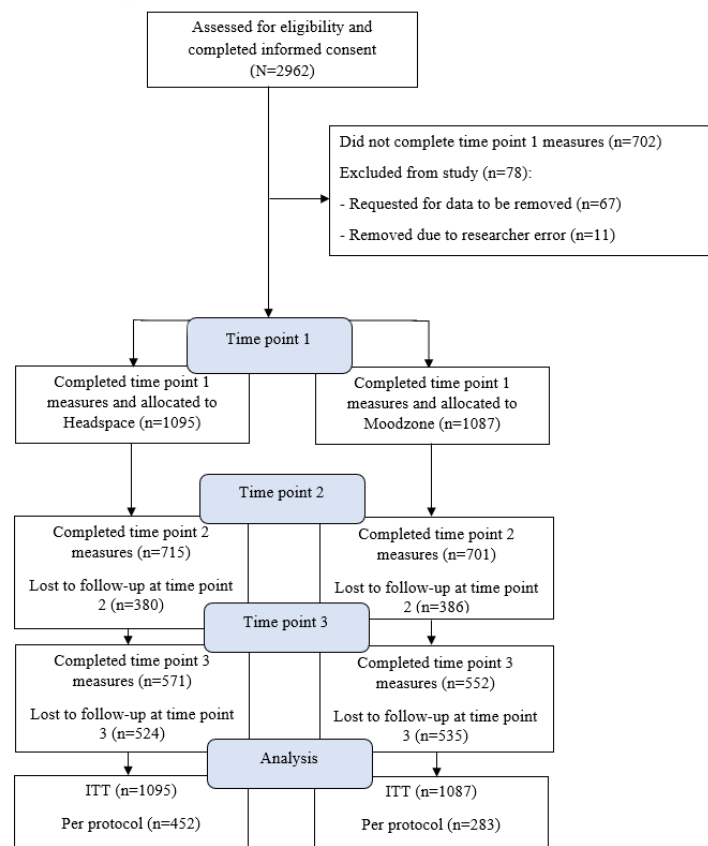 Assessed for eligibility and
completed informed consent
(N=2962)
Did not complete time point 1 measures (n=702)
Excluded from study (n=78):
- Requested for data to be removed (n=67)
- Removed due to researcher error (n=11)
Time point 1
Completed time point 1
measures and allocated to
Headspace (n=1095)
Completed time point 1
measures and allocated to
Moodzone (n=1087)
Time point 2
Completed time point 2
measures (n=715)
Lost to follow-up at time point
2 (n=380)
Completed time point 2
measures (n=701)
Lost to follow-up at time point
2 (n=386)
Time point 3
Completed time point 3
measures (n=571)
Lost to follow-up at time point
3 (n=524)
Completed time point 3
measures (n=552)
Lost to follow-up at time point
3 (n=535)
Analysis
ITT (n=1095)
Per protocol (n=452)
ITT (n=1087)
Per protocol (n=283)